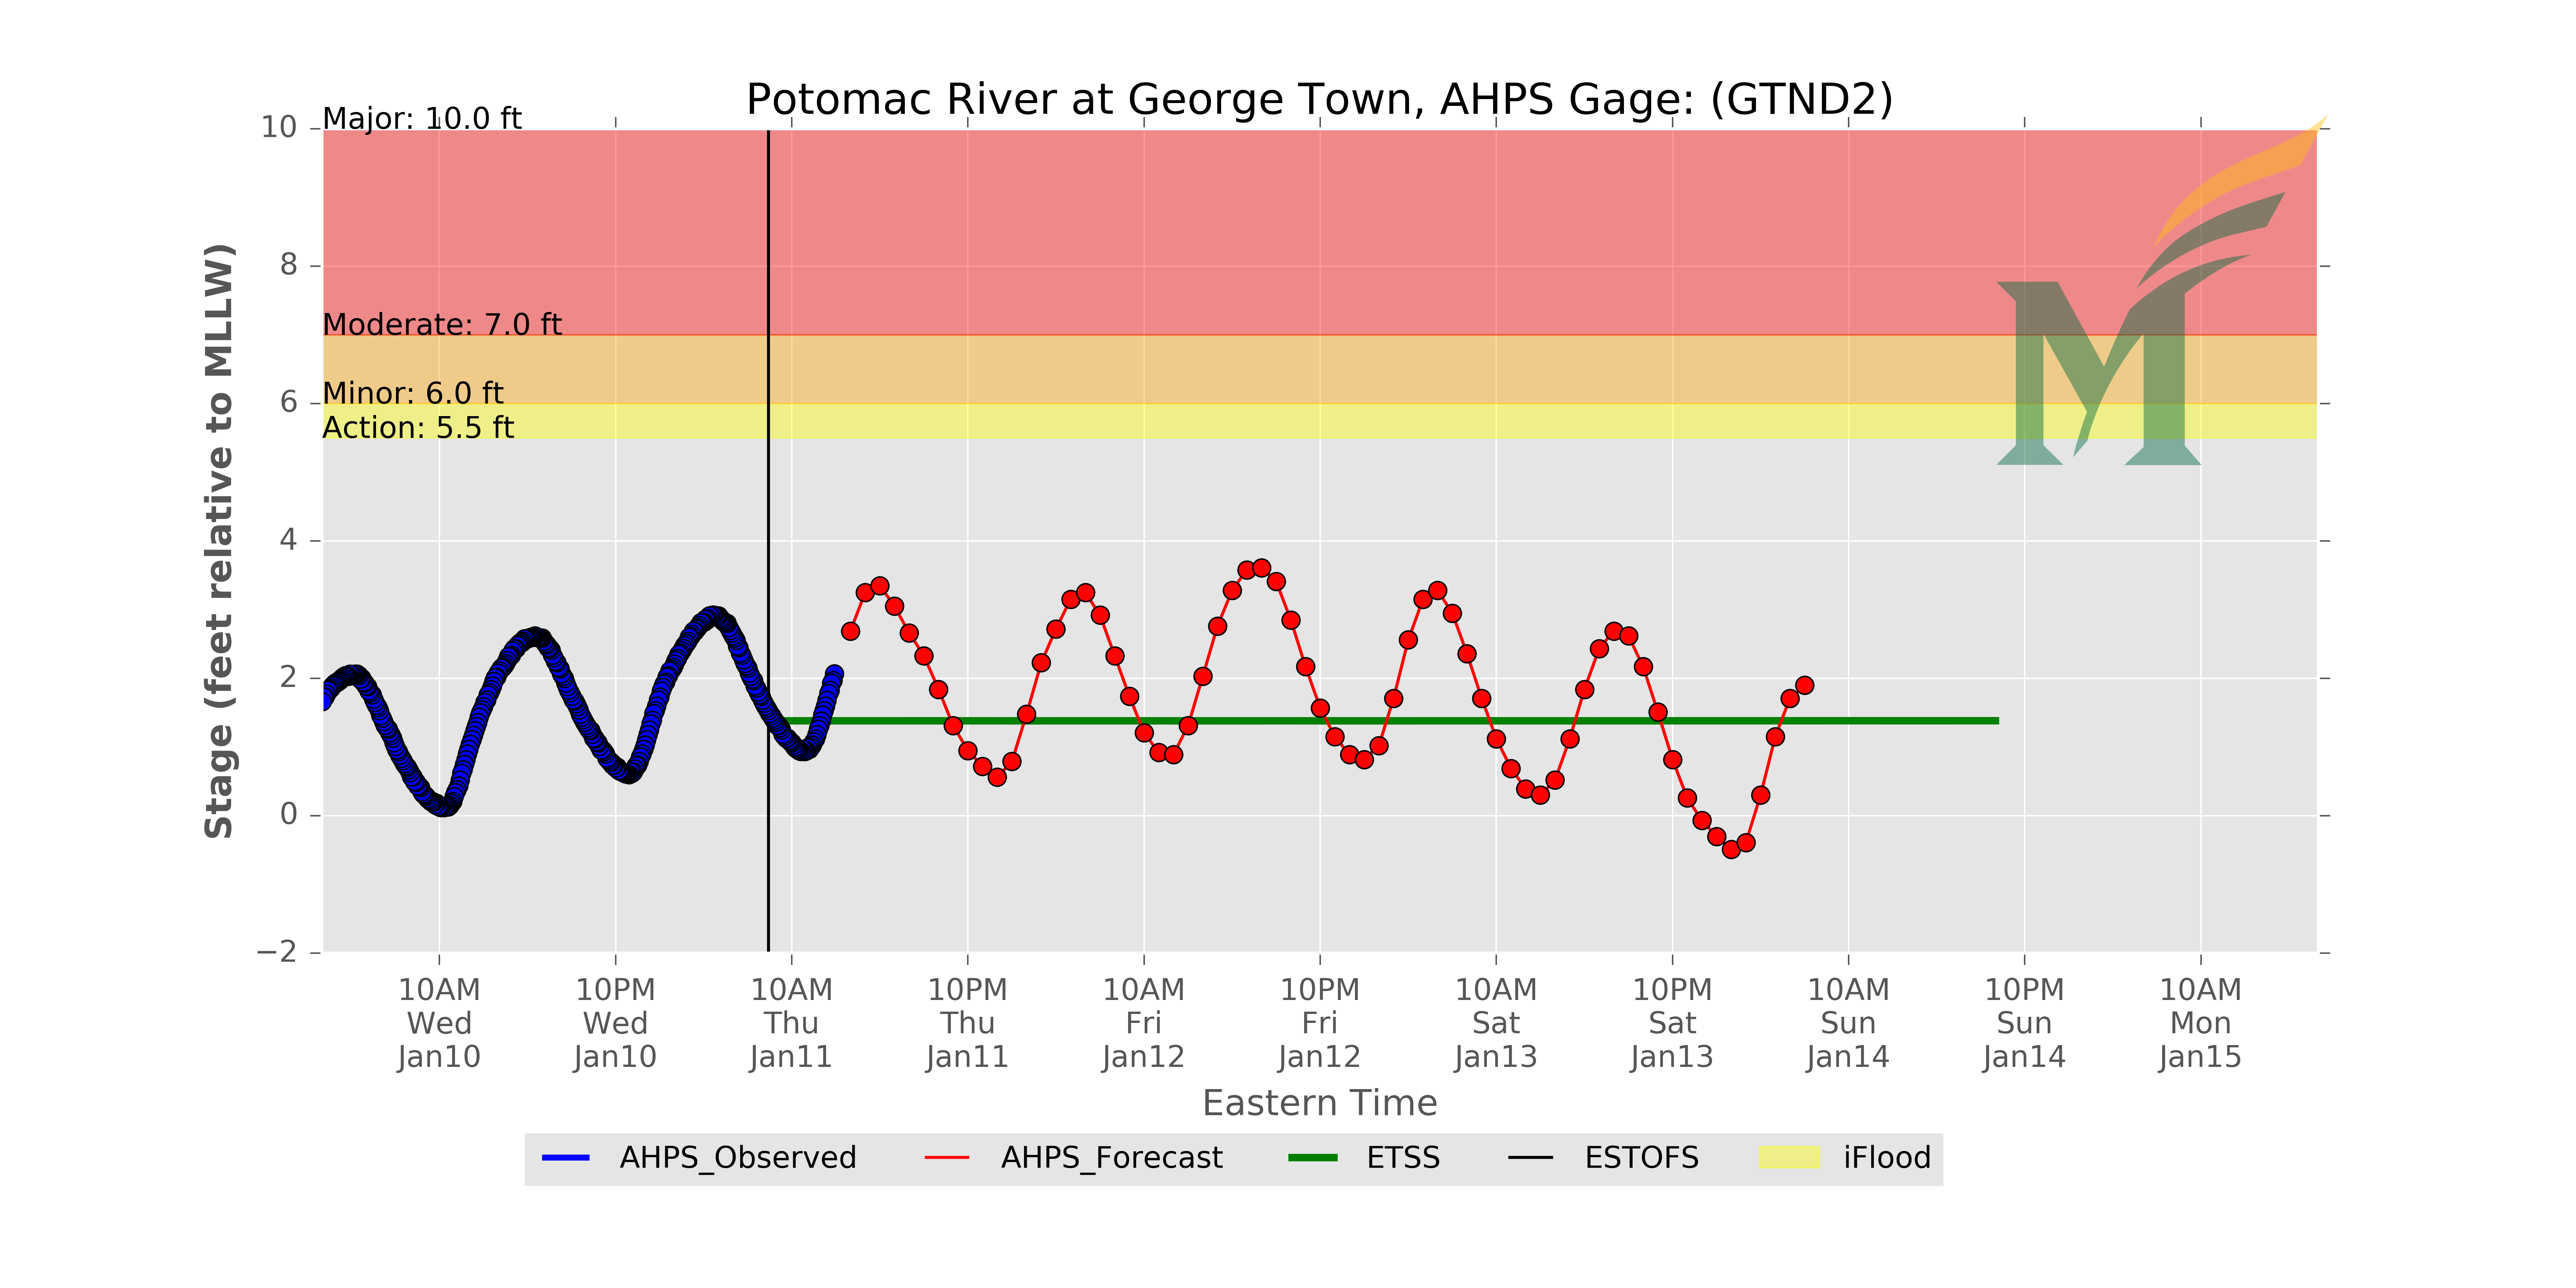 Potomac River at George Town, AHPS Gage: (GTND2)
Major: 10.0 ft
Moderate: 7.0 ft
Minor: 6.0 ft
Action: 5.5 ft
10
8
6
4
2
0
−2
Stage (feet relative to MLLW)
10AM 10PM 10AM 10PM 10AM 10PM 10AM 10PM 10AM 10PM 10AM
Wed Wed Thu Thu Fri Fri Sat Sat Sun Sun Mon
Jan10 Jan10 Jan11 Jan11 Jan12 Jan12 Jan13 Jan13 Jan14 Jan14 Jan15
Eastern Time
AHPS_Observed AHPS_Forecast ETSS ESTOFS iFlood
M